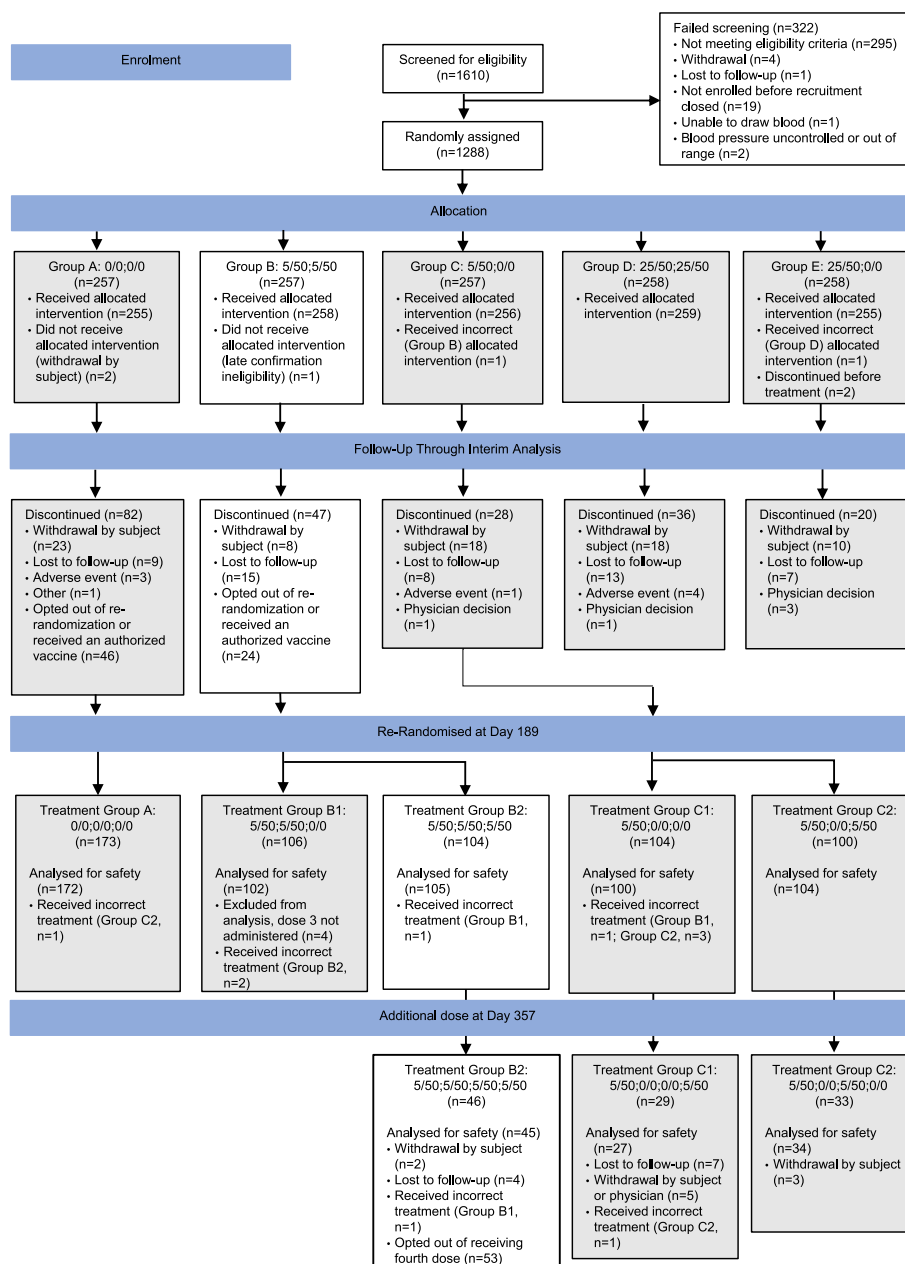 Enrolment
Screened for eligibility
(n=1610)
Failed screening (n=322)
• Not meeting eligibility criteria (n=295)
• Withdrawal (n=4)
• Lost to follow-up (n=1)
• Not enrolled before recruitment
closed (n=19)
• Unable to draw blood (n=1)
• Blood pressure uncontrolled or out of
range (n=2)
Randomly assigned
(n=1288)
Allocation
Group A: 0/0;0/0
(n=257)
• Received allocated
intervention (n=255)
• Did not receive
allocated intervention
(withdrawal by
subject) (n=2)
Group B: 5/50;5/50
(n=257)
• Received allocated
intervention (n=258)
• Did not receive
allocated intervention
(late confirmation
ineligibility) (n=1)
Group C: 5/50;0/0
(n=257)
• Received allocated
intervention (n=256)
• Received incorrect
(Group B) allocated
intervention (n=1)
Group D: 25/50;25/50
(n=258)
• Received allocated
intervention (n=259)
Group E: 25/50;0/0
(n=258)
• Received allocated
intervention (n=255)
• Received incorrect
(Group D) allocated
intervention (n=1)
• Discontinued before
treatment (n=2)
Follow-Up Through Interim Analysis
Discontinued (n=82)
• Withdrawal by subject
(n=23)
• Lost to follow-up (n=9)
• Adverse event (n=3)
• Other (n=1)
• Opted out of re-
randomization or
received an authorized
vaccine (n=46)
Discontinued (n=47)
• Withdrawal by
subject (n=8)
• Lost to follow-up
(n=15)
• Opted out of re-
randomization or
received an
authorized vaccine
(n=24)
Discontinued (n=28)
• Withdrawal by
subject (n=18)
• Lost to follow-up
(n=8)
• Adverse event (n=1)
• Physician decision
(n=1)
Discontinued (n=36)
• Withdrawal by
subject (n=18)
• Lost to follow-up
(n=13)
• Adverse event (n=4)
• Physician decision
(n=1)
Discontinued (n=20)
• Withdrawal by
subject (n=10)
• Lost to follow-up
(n=7)
• Physician decision
(n=3)
Re-Randomised at Day 189
Treatment Group A:
0/0;0/0;0/0
(n=173)
Analysed for safety
(n=172)
• Received incorrect
treatment (Group C2,
n=1)
Treatment Group B1:
5/50;5/50;0/0
(n=106)
Analysed for safety
(n=102)
• Excluded from
analysis, dose 3 not
administered (n=4)
• Received incorrect
treatment (Group B2,
n=2)
Treatment Group B2:
5/50;5/50;5/50
(n=104)
Analysed for safety
(n=105)
• Received incorrect
treatment (Group B1,
n=1)
Treatment Group C1:
5/50;0/0;0/0
(n=104)
Analysed for safety
(n=100)
• Received incorrect
treatment (Group B1,
n=1; Group C2, n=3)
Treatment Group C2:
5/50;0/0;5/50
(n=100)
Analysed for safety
(n=104)
Additional dose at Day 357
Treatment Group B2:
5/50;5/50;5/50;5/50
(n=46)
Analysed for safety (n=45)
• Withdrawal by subject
(n=2)
• Lost to follow-up (n=4)
• Received incorrect
treatment (Group B1,
n=1)
• Opted out of receiving
fourth dose (n=53)
Treatment Group C1:
5/50;0/0;0/0;5/50
(n=29)
Analysed for safety
(n=27)
• Lost to follow-up (n=7)
• Withdrawal by subject
or physician (n=5)
• Received incorrect
treatment (Group C2,
n=1)
Treatment Group C2:
5/50;0/0;5/50;0/0
(n=33)
Analysed for safety
(n=34)
• Withdrawal by subject
(n=3)